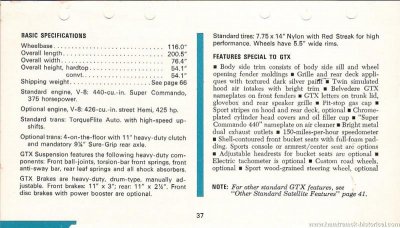 BASIC SPECIFICATIONS
Wheelbase 116.0"
Overall length 200.5"
Overall width 76.4"
Overall height, hardtop 54.1"
convt. 54.1"
Shipping weight See page 66
Standard engine, V-8: 440-cu.-in. Super Commando,
375 horsepower.
Optional engine, V-8: 426-cu.-in. street Hemi, 425 hp.
Standard trans: TorqueFlite Auto. with high-speed up-
shifts.
Optional trans: 4-on-the-floor with 11" heavy-duty clutch
and mandatory 9¾" Sure-Grip rear axle.
GTX Suspension features the following heavy-duty com-
ponents: Front ball-joints, torsion-bar front springs, front
anti-sway bar, rear leaf springs and all shock absorbers.
GTX Brakes are heavy-duty, drum-type, manually ad-
justable. Front brakes: 11" x 3"; rear: 11" x 2½". Front
disc brakes with power booster are optional.
Standard tires: 7.75 x 14" Nylon with Red Streak for high
performance. Wheels have 5.5" wide rims.
FEATURES SPECIAL TO GTX
■ Body side trim consists of body side sill and wheel
opening fender moldings ■ Grille and rear deck appli-
ques with textured dark silver paint ■ Twin simulated
hood air intakes with bright trim ■ Belvedere GTX
nameplates on front fenders ■ GTX letters on trunk lid,
glovebox and rear speaker grille ■ Pit-stop gas cap ■
Sport stripes on hood and rear deck, optional ■ Chrome-
plated cylinder head covers and oil filler cap ■ "Super
Commando 440" nameplate on air cleaner ■ Bright metal
dual exhaust outlets ■ 150-miles-per-hour speedometer
■ Shell-contoured front bucket seats with full foam pad-
ding. Sports console or armrest/center seat are options
■ Adjustable headrests for bucket seats are optional ■
Electric tachometer is optional ■ Custom road wheels,
optional ■ Sport wood-grained steering wheel, optional
NOTE: For other standard GTX features, see
"Other Standard Satellite Features" page 41.
37
www.hamtramck-historical.com